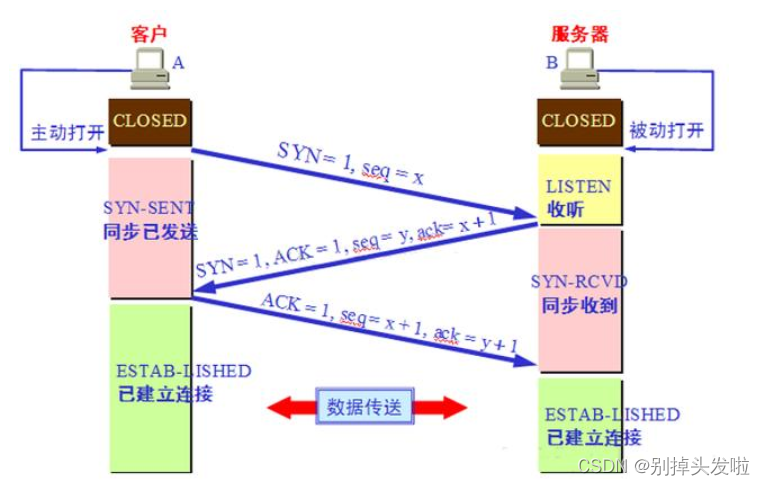 客户
服务器
A
B
CLOSED
CLOSED
主动打开
被动打开
SYN= 1, seq = x
LISTEN
收听
SYN-SENT
同步已发送
SYN= 1, ACK = 1, seq= y, ack= x + 1
SYN-RCVD
同步收到
ACK = 1, seq= x + 1, ack = y + 1
ESTAB-LISHED
已建立连接
数据传送
ESTAB-LISHED
已建立连接
CSDN @别掉头发啦